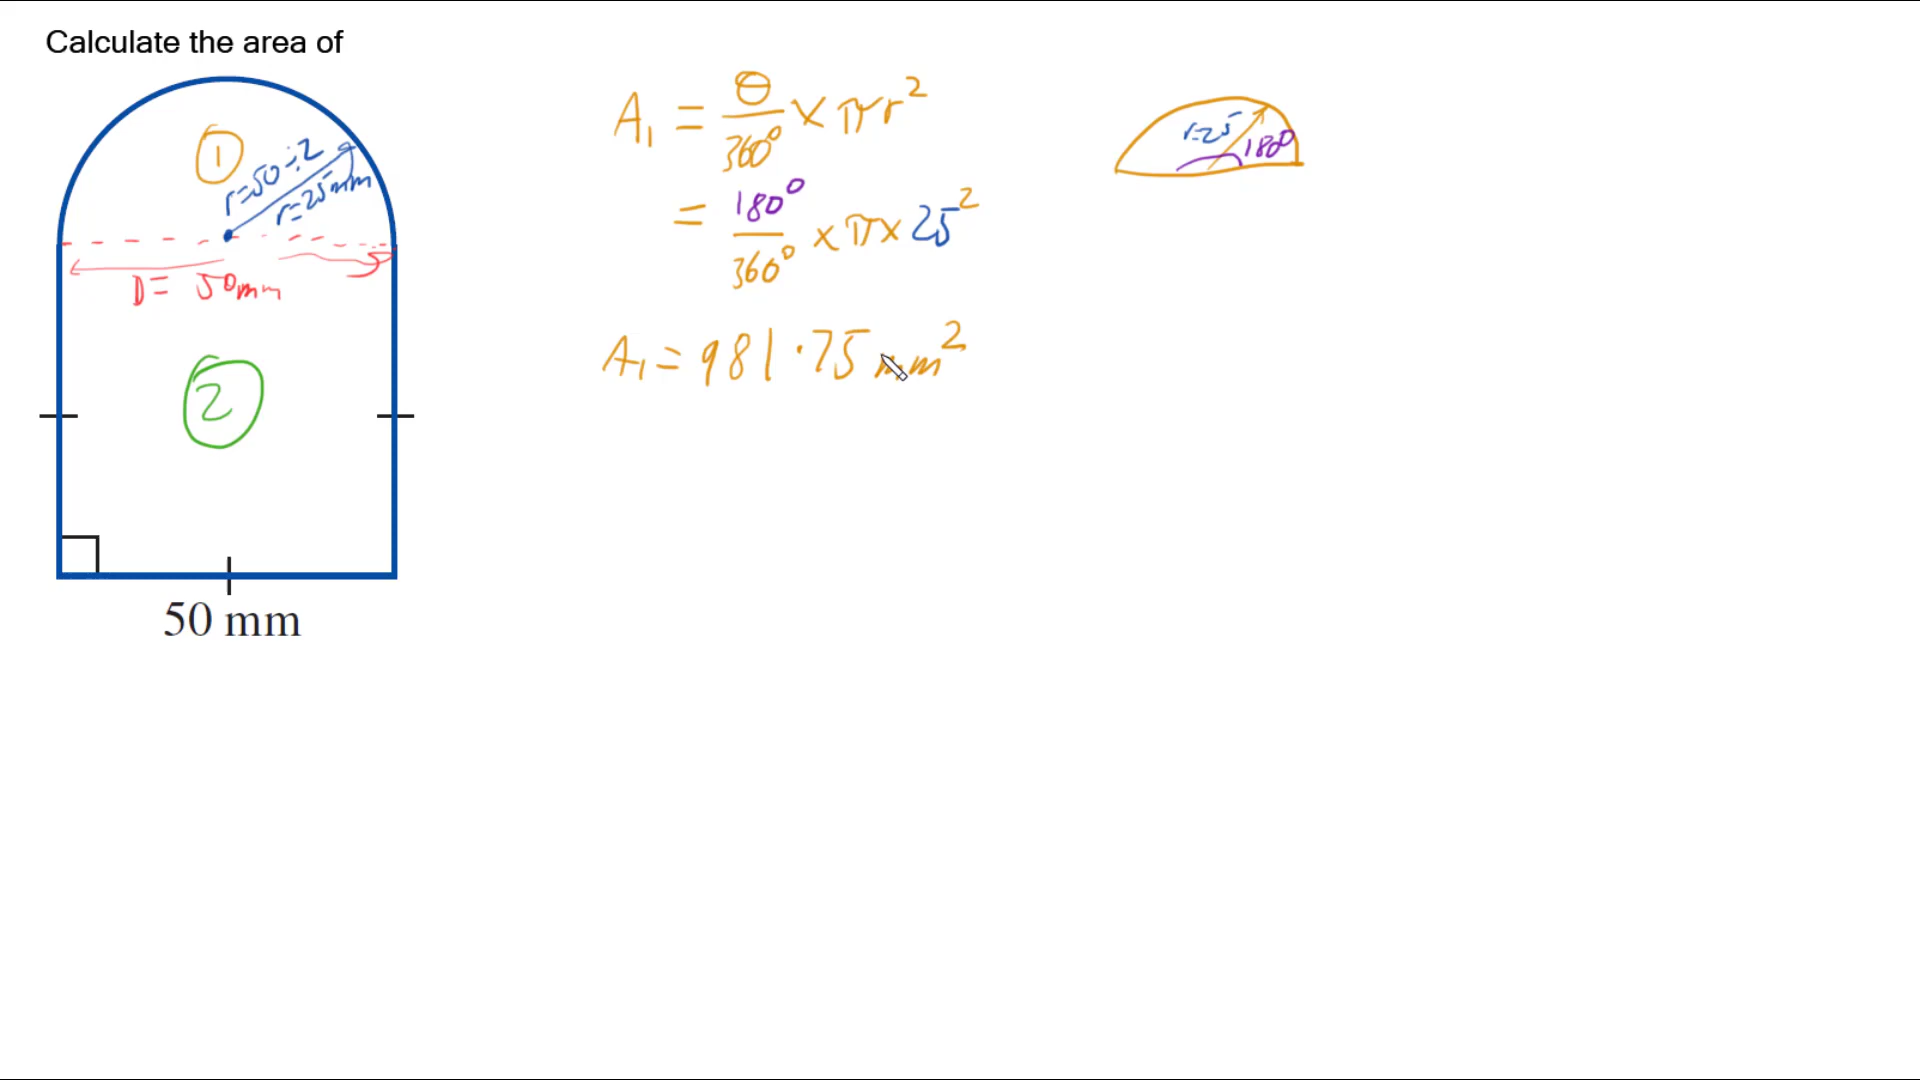 Calculate the area of
①
r=50÷2
r=25mm
D= 50mm
②
50 mm
A₁ = θ/360° × πr²
= 180°/360° × π × 25²
A₁ = 981.75 mm²
r=25
180°